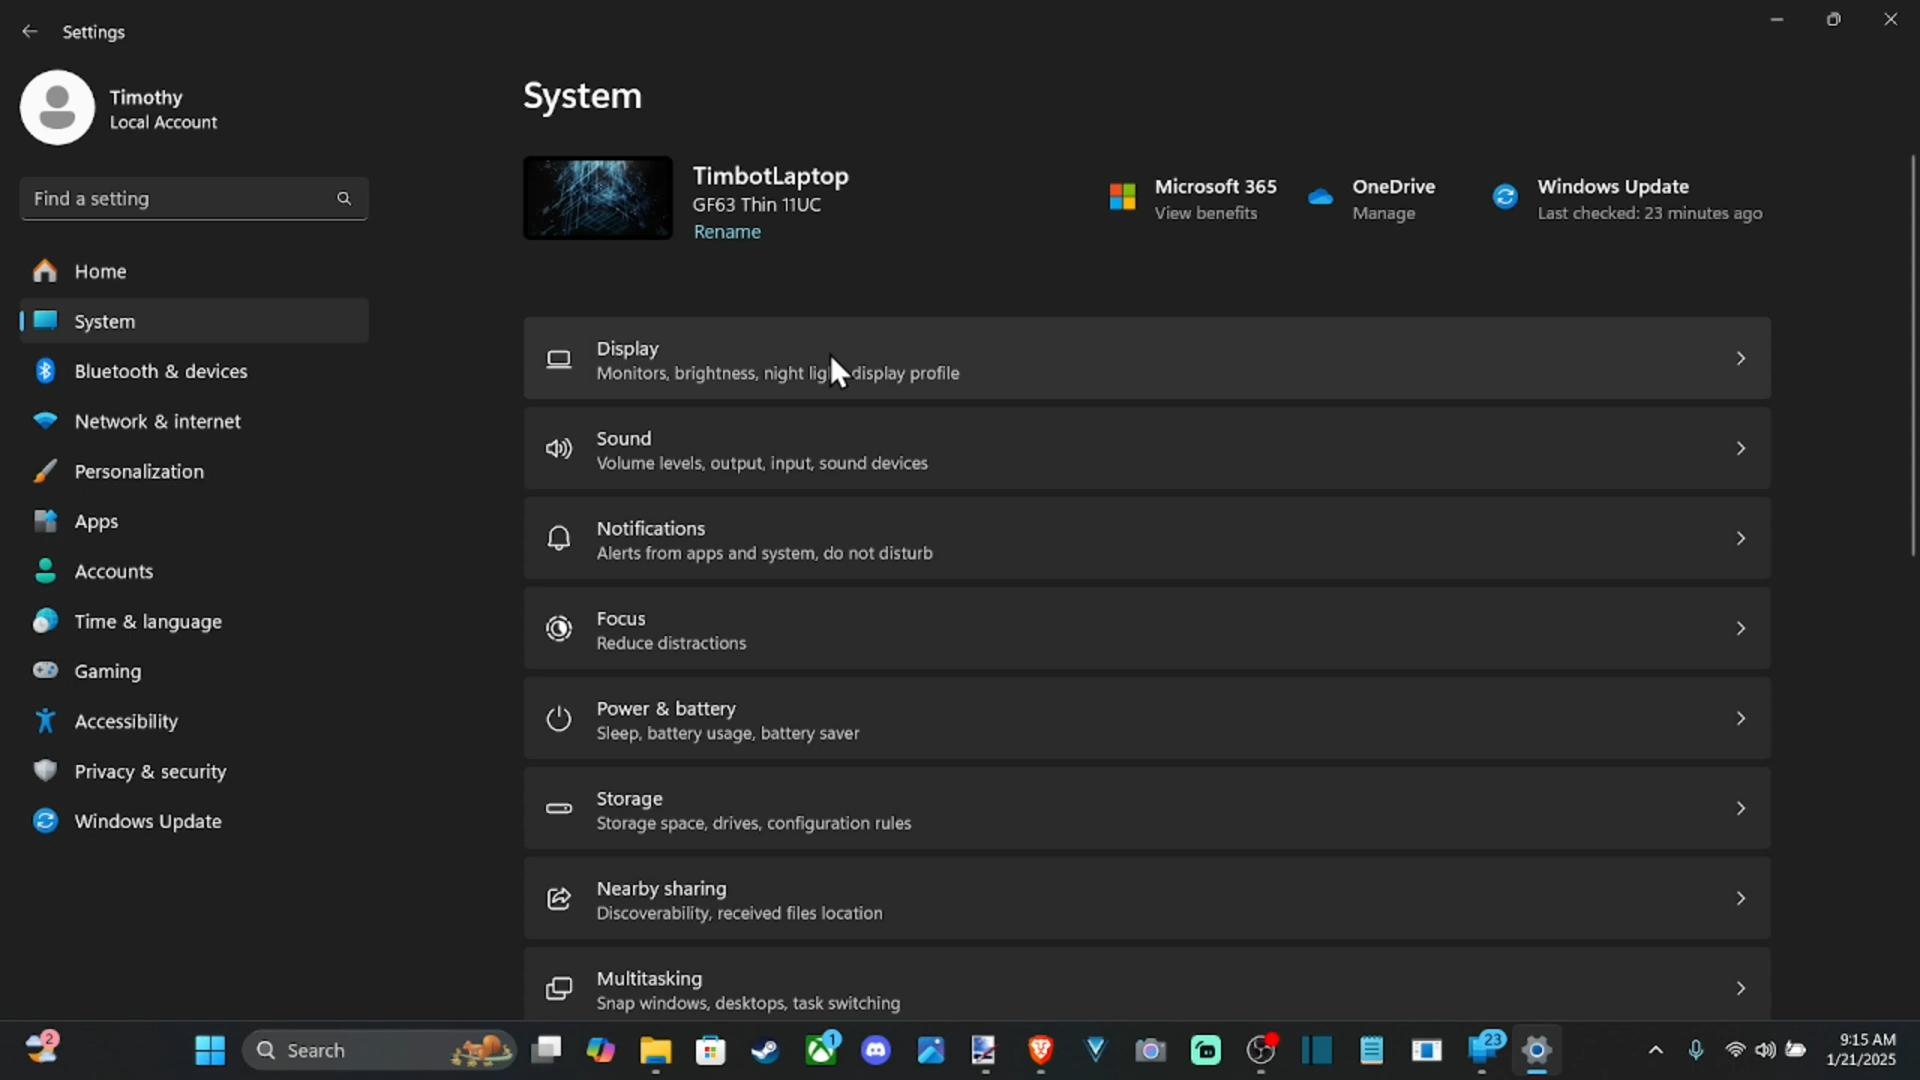 Settings
Timothy
Local Account
Find a setting
Home
System
Bluetooth & devices
Network & internet
Personalization
Apps
Accounts
Time & language
Gaming
Accessibility
Privacy & security
Windows Update
System
TimbotLaptop
GF63 Thin 11UC
Rename
Microsoft 365
View benefits
OneDrive
Manage
Windows Update
Last checked: 23 minutes ago
Display
Monitors, brightness, night lig display profile
Sound
Volume levels, output, input, sound devices
Notifications
Alerts from apps and system, do not disturb
Focus
Reduce distractions
Power & battery
Sleep, battery usage, battery saver
Storage
Storage space, drives, configuration rules
Nearby sharing
Discoverability, received files location
Multitasking
Snap windows, desktops, task switching
2
Search
1
23
9:15 AM
1/21/2025